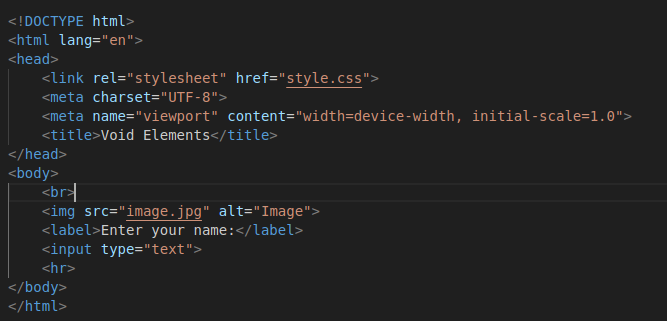 <!DOCTYPE html>
<html lang="en">
<head>
    <link rel="stylesheet" href="style.css">
    <meta charset="UTF-8">
    <meta name="viewport" content="width=device-width, initial-scale=1.0">
    <title>Void Elements</title>
</head>
<body>
    <br>
    <img src="image.jpg" alt="Image">
    <label>Enter your name:</label>
    <input type="text">
    <hr>
</body>
</html>